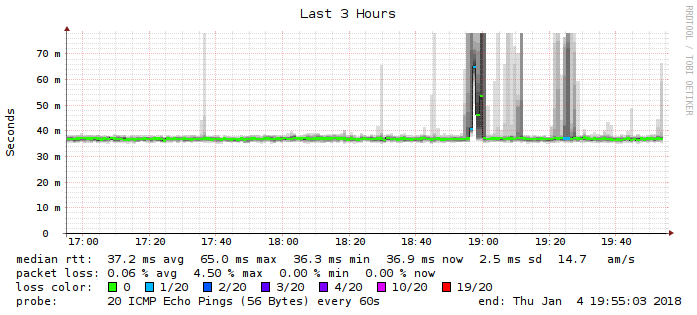 Last 3 Hours
RRDTOOL / TOBI OETIKER
Seconds
70 m
60 m
50 m
40 m
30 m
20 m
10 m
0
17:00 17:20 17:40 18:00 18:20 18:40 19:00 19:20 19:40
median rtt: 37.2 ms avg 65.0 ms max 36.3 ms min 36.9 ms now 2.5 ms sd 14.7 am/s
packet loss: 0.06 % avg 4.50 % max 0.00 % min 0.00 % now
loss color: 0 1/20 2/20 3/20 4/20 10/20 19/20
probe: 20 ICMP Echo Pings (56 Bytes) every 60s end: Thu Jan 4 19:55:03 2018